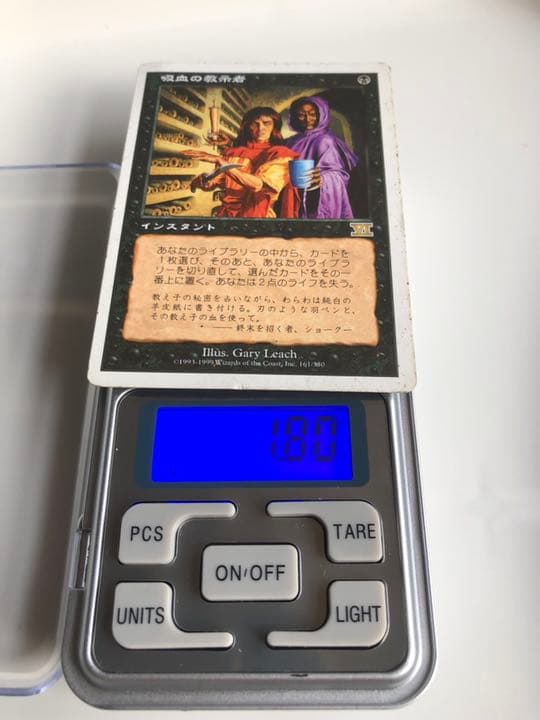 吸血の教示者
インスタント
あなたのライブラリーの中から、カードを
1枚選び、そのあと、あなたのライブラ
リーを切り直して、選んだカードをその一
番上に置く。あなたは2点のライフを失う。
教え子の秘密を占いながら、わらわは純白の
羊皮紙に書き付ける。刃のような羽ペンと、
その教え子の血を使って。
——— 終末を招く者、ショークー
Illus. Gary Leach
©1993-1999 Wizards of the Coast, Inc. 161/350
1.80
PCS
TARE
ON/OFF
UNITS
LIGHT